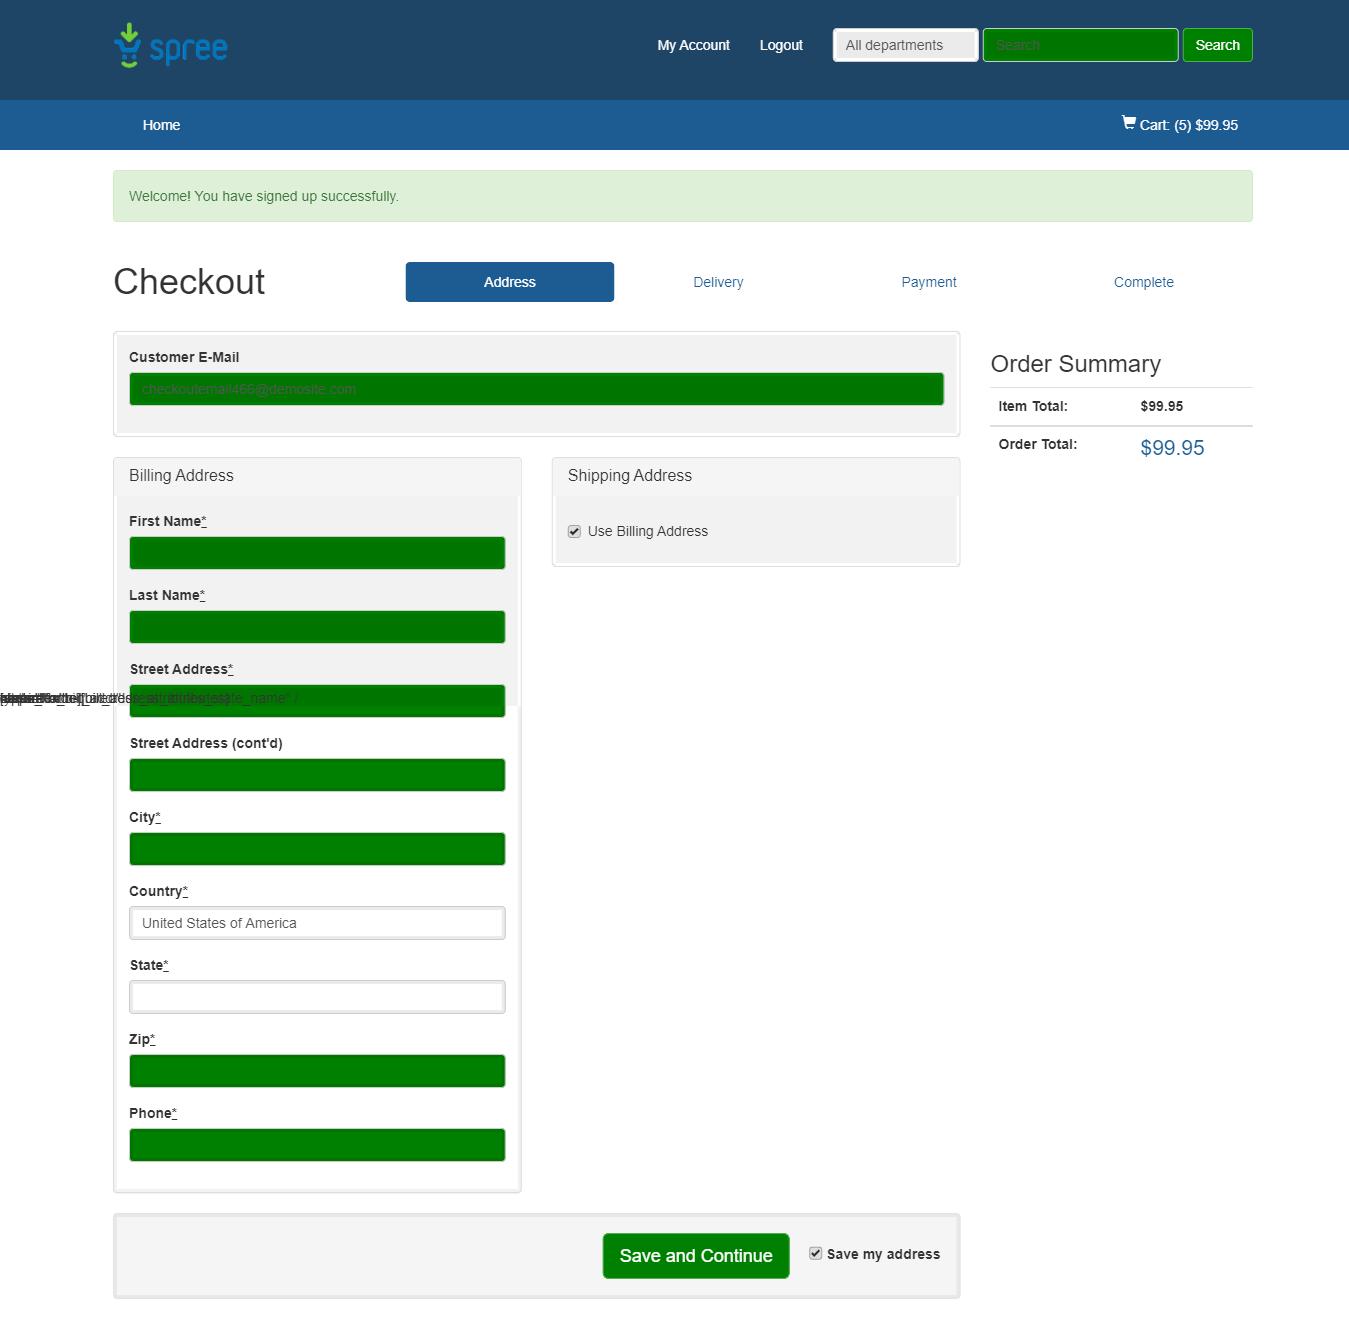 spree
My Account Logout All departments Search Search
Home Cart: (5) $99.95
Welcome! You have signed up successfully.
Checkout Address Delivery Payment Complete
Customer E-Mail
checkoutemail466@demosite.com
Order Summary
Item Total: $99.95
Order Total: $99.95
Billing Address
First Name*
Last Name*
Street Address*
Street Address (cont'd)
City*
Country*
United States of America
State*
Zip*
Phone*
Shipping Address
Use Billing Address
Save and Continue Save my address